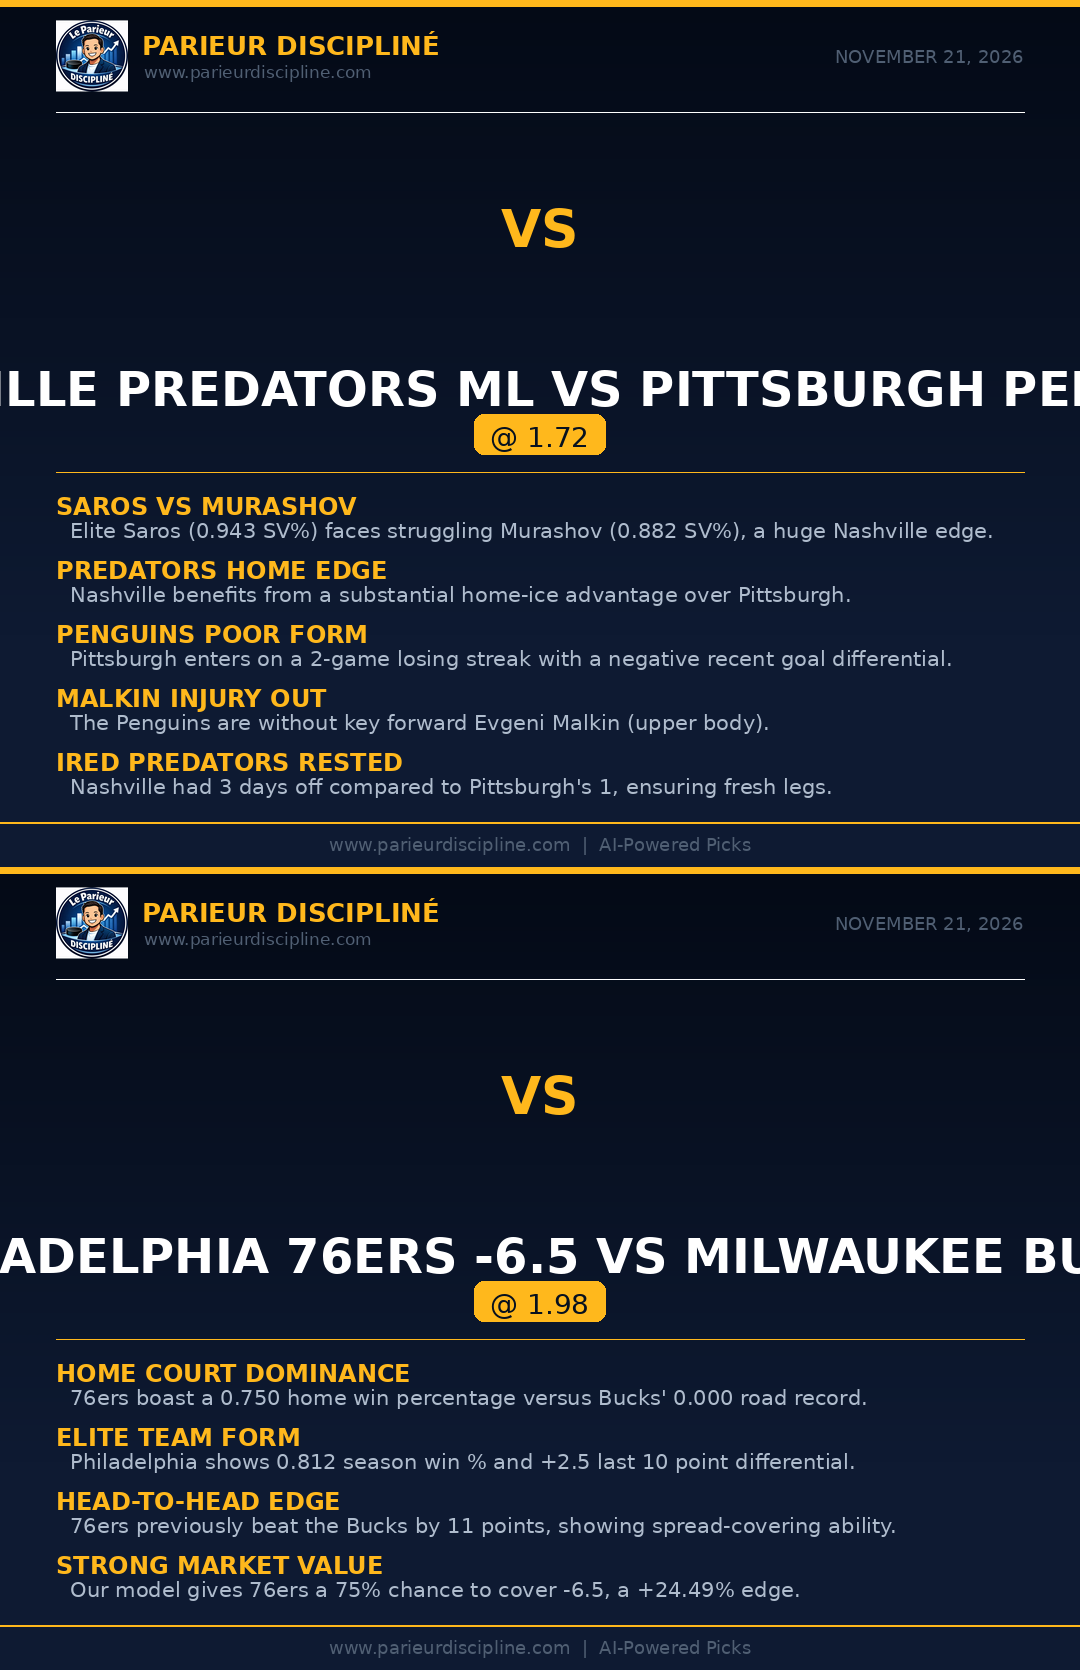 Le Parieur
DISCIPLINÉ
PARIEUR DISCIPLINÉ
www.parieurdiscipline.com
NOVEMBER 21, 2026
VS
ILLE PREDATORS ML VS PITTSBURGH PE
@ 1.72
SAROS VS MURASHOV
Elite Saros (0.943 SV%) faces struggling Murashov (0.882 SV%), a huge Nashville edge.
PREDATORS HOME EDGE
Nashville benefits from a substantial home-ice advantage over Pittsburgh.
PENGUINS POOR FORM
Pittsburgh enters on a 2-game losing streak with a negative recent goal differential.
MALKIN INJURY OUT
The Penguins are without key forward Evgeni Malkin (upper body).
IRED PREDATORS RESTED
Nashville had 3 days off compared to Pittsburgh's 1, ensuring fresh legs.
www.parieurdiscipline.com | AI-Powered Picks
Le Parieur
DISCIPLINÉ
PARIEUR DISCIPLINÉ
www.parieurdiscipline.com
NOVEMBER 21, 2026
VS
ADELPHIA 76ERS -6.5 VS MILWAUKEE BU
@ 1.98
HOME COURT DOMINANCE
76ers boast a 0.750 home win percentage versus Bucks' 0.000 road record.
ELITE TEAM FORM
Philadelphia shows 0.812 season win % and +2.5 last 10 point differential.
HEAD-TO-HEAD EDGE
76ers previously beat the Bucks by 11 points, showing spread-covering ability.
STRONG MARKET VALUE
Our model gives 76ers a 75% chance to cover -6.5, a +24.49% edge.
www.parieurdiscipline.com | AI-Powered Picks